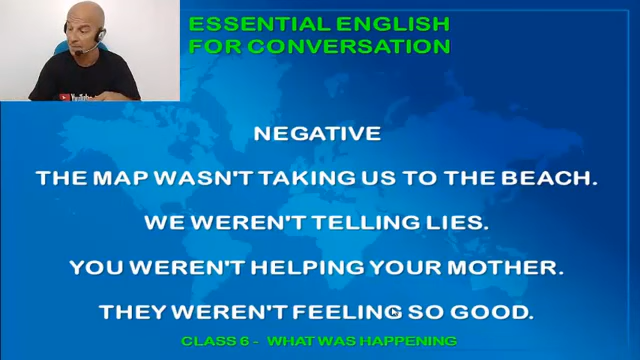 ESSENTIAL ENGLISH
FOR CONVERSATION
YouTube
NEGATIVE
THE MAP WASN'T TAKING US TO THE BEACH.
WE WEREN'T TELLING LIES.
YOU WEREN'T HELPING YOUR MOTHER.
THEY WEREN'T FEELING SO GOOD.
CLASS 6 - WHAT WAS HAPPENING